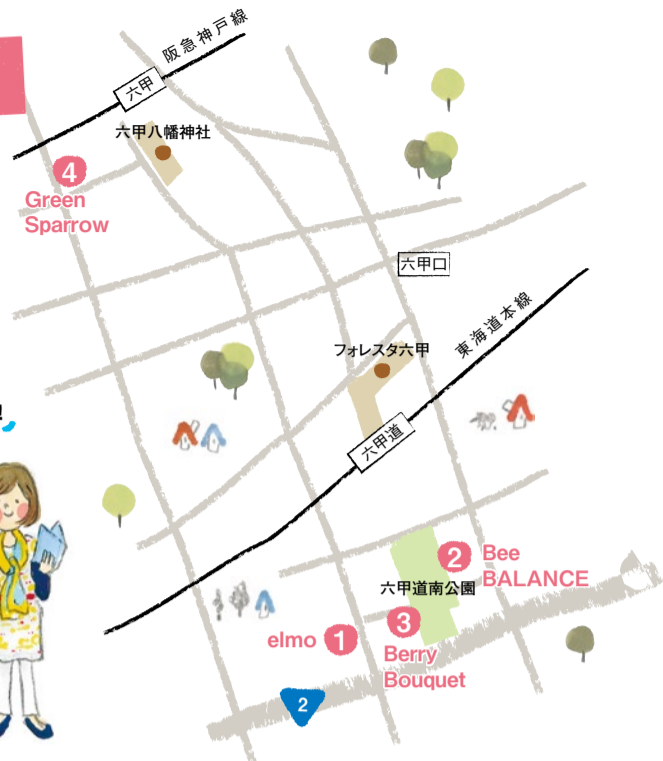 阪急神戸線
六甲
六甲八幡神社
4
Green
Sparrow
六甲口
東海道本線
フォレスタ六甲
六甲道
2
Bee
BALANCE
六甲道南公園
3
Berry
Bouquet
elmo
1
2